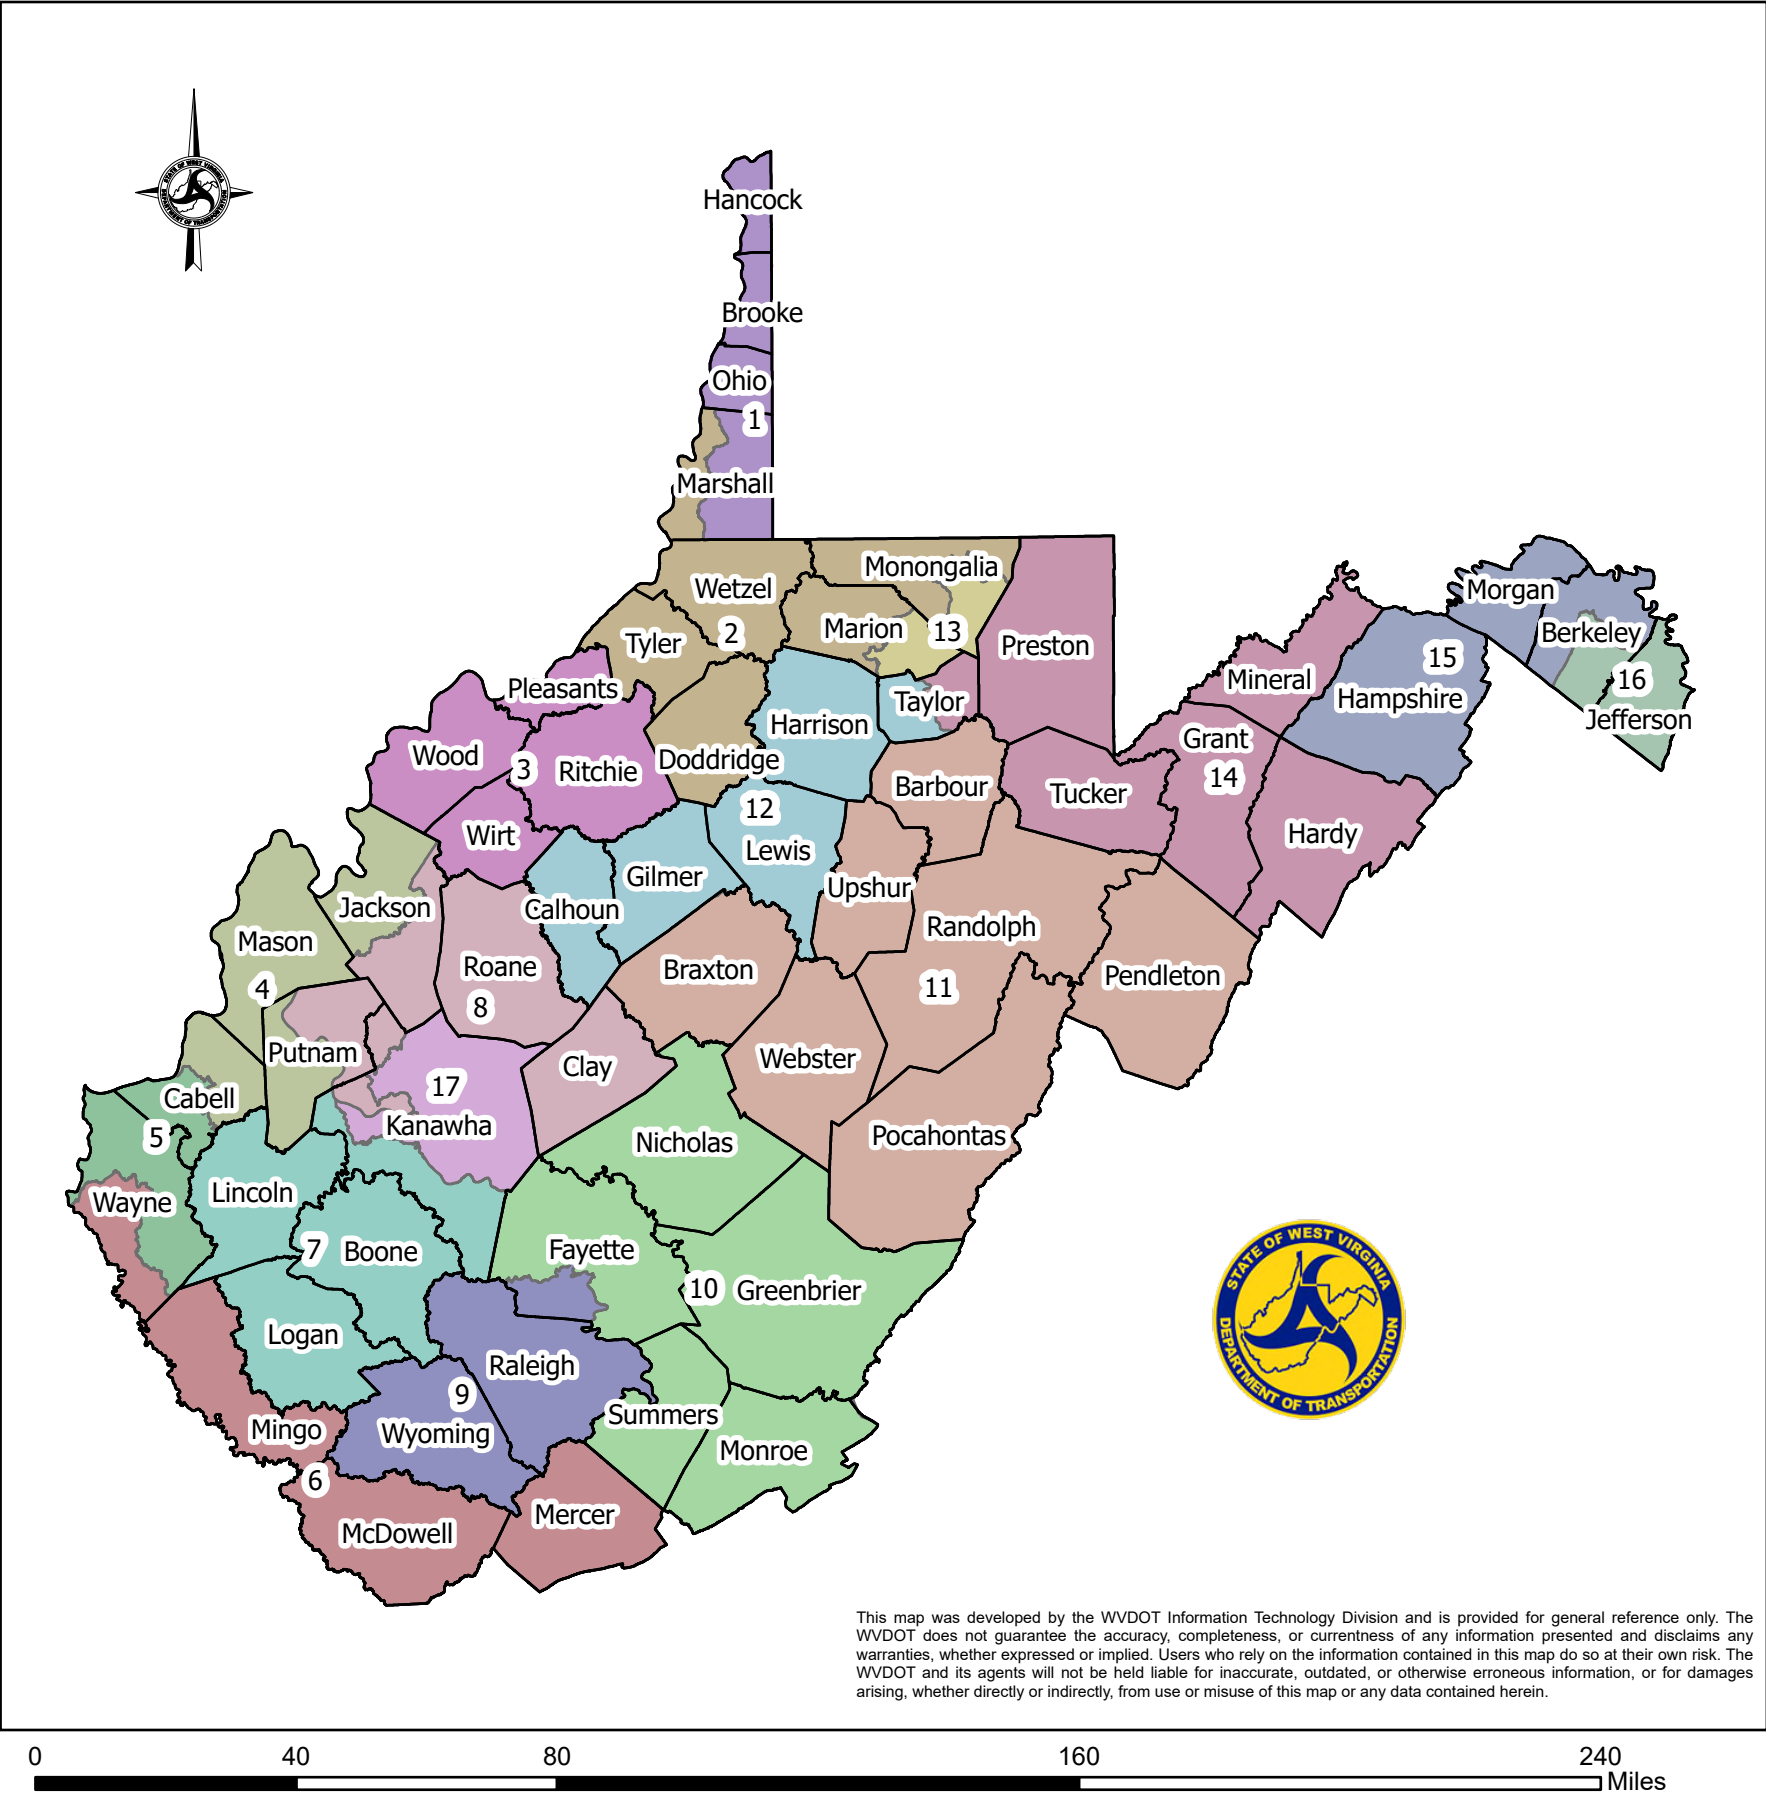 STATE OF WEST VIRGINIA
DEPARTMENT OF TRANSPORTATION
Hancock
Brooke
Ohio
1
Marshall
Monongalia
Wetzel
Morgan
2
Marion
13
Berkeley
Tyler
Preston
15
Mineral
16
Pleasants
Taylor
Hampshire
Jefferson
Harrison
Grant
Wood
3
Ritchie
Doddridge
14
Barbour
Tucker
12
Wirt
Hardy
Lewis
Gilmer
Upshur
Jackson
Calhoun
Randolph
Mason
Roane
Braxton
Pendleton
4
11
8
Putnam
Webster
Clay
17
Cabell
Kanawha
5
Nicholas
Pocahontas
Lincoln
Wayne
7
Boone
Fayette
10
Greenbrier
STATE OF WEST VIRGINIA
DEPARTMENT OF TRANSPORTATION
Logan
Raleigh
9
Summers
Mingo
Wyoming
Monroe
6
Mercer
McDowell
This map was developed by the WVDOT Information Technology Division and is provided for general reference only. The
WVDOT does not guarantee the accuracy, completeness, or currentness of any information presented and disclaims any
warranties, whether expressed or implied. Users who rely on the information contained in this map do so at their own risk. The
WVDOT and its agents will not be held liable for inaccurate, outdated, or otherwise erroneous information, or for damages
arising, whether directly or indirectly, from use or misuse of this map or any data contained herein.
0 40 80 160 240
Miles